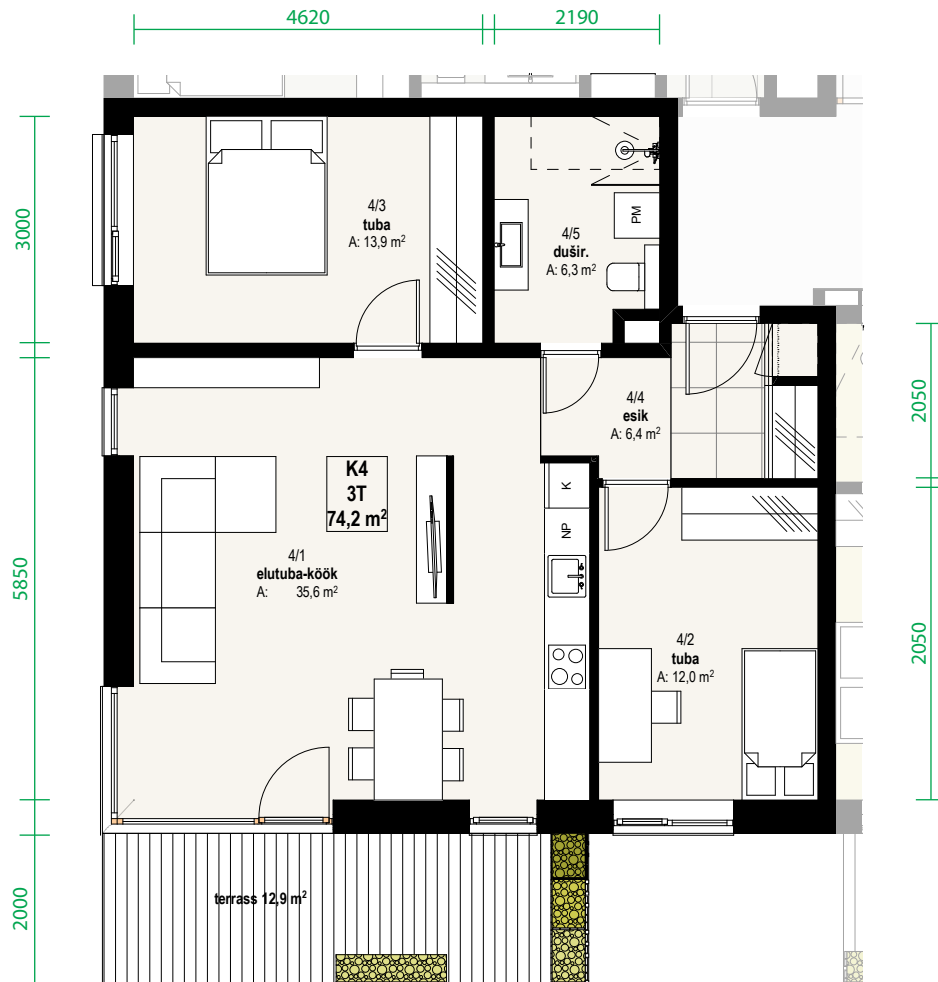 4620
2190
3000
4/3
tuba
A: 13,9 m²
4/5
dušir.
A: 6,3 m²
PM
4/4
esik
A: 6,4 m²
2050
K4
3T
74,2 m²
K
NP
4/1
elutuba-köök
A: 35,6 m²
5850
4/2
tuba
A: 12,0 m²
2050
terrass 12,9 m²
2000